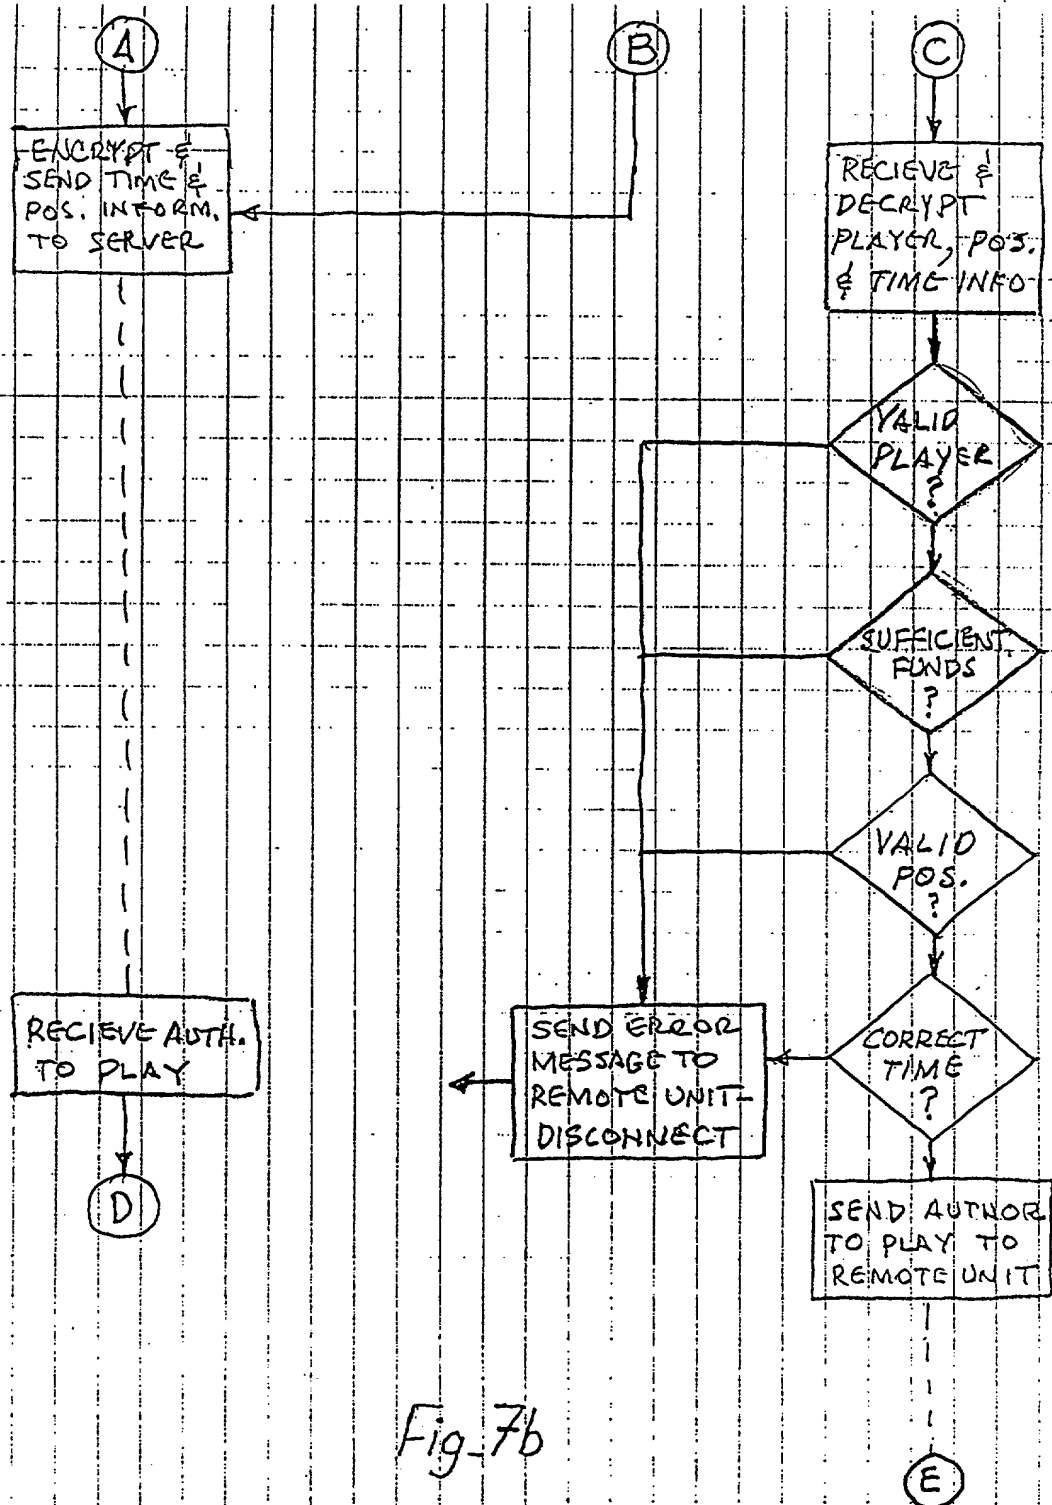 A
B
C
ENCRYPT &
SEND TIME &
POS. INFORM.
TO SERVER
RECIEVE &
DECRYPT
PLAYER, POS.
& TIME INFO
VALID
PLAYER
?
SUFFICIENT
FUNDS
?
VALID
POS.
?
RECIEVE AUTH.
TO PLAY
SEND ERROR
MESSAGE TO
REMOTE UNIT-
DISCONNECT
CORRECT
TIME
?
D
SEND AUTHOR
TO PLAY TO
REMOTE UNIT
Fig_7b
E